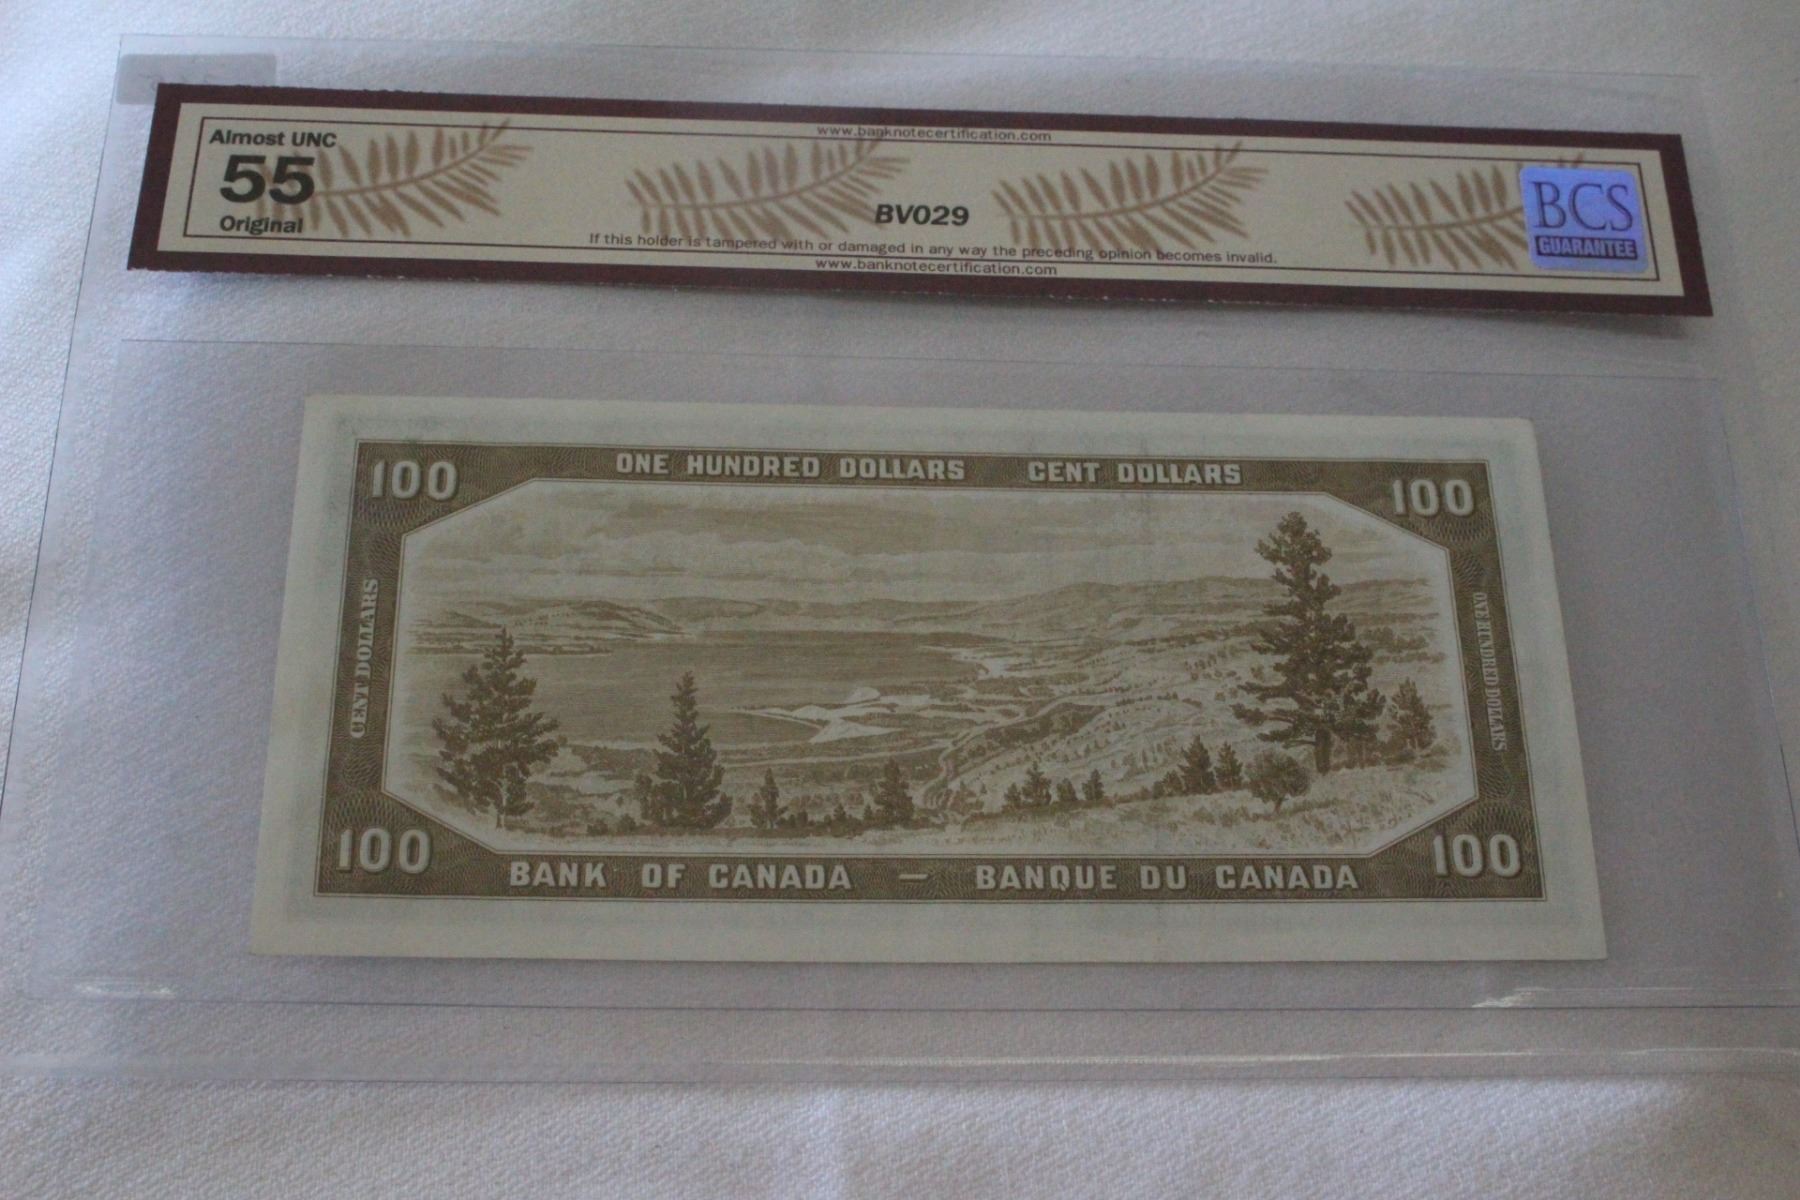 www.banknotecertification.com
Almost UNC
55
Original
BV029
BCS
GUARANTEE
If this holder is tampered with or damaged in any way the preceding opinion becomes invalid.
www.banknotecertification.com
100
ONE HUNDRED DOLLARS CENT DOLLARS
100
CENT DOLLARS
ONE HUNDRED DOLLARS
100
BANK OF CANADA — BANQUE DU CANADA
100